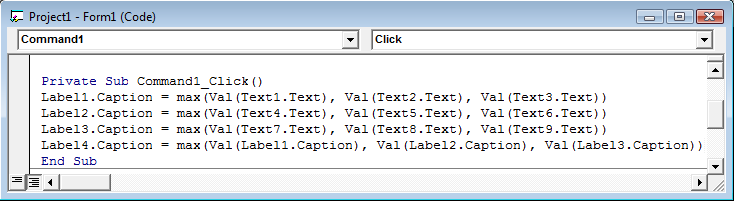 Project1 - Form1 (Code)
Command1 Click
Private Sub Command1_Click()
Label1.Caption = max(Val(Text1.Text), Val(Text2.Text), Val(Text3.Text))
Label2.Caption = max(Val(Text4.Text), Val(Text5.Text), Val(Text6.Text))
Label3.Caption = max(Val(Text7.Text), Val(Text8.Text), Val(Text9.Text))
Label4.Caption = max(Val(Label1.Caption), Val(Label2.Caption), Val(Label3.Caption))
End Sub